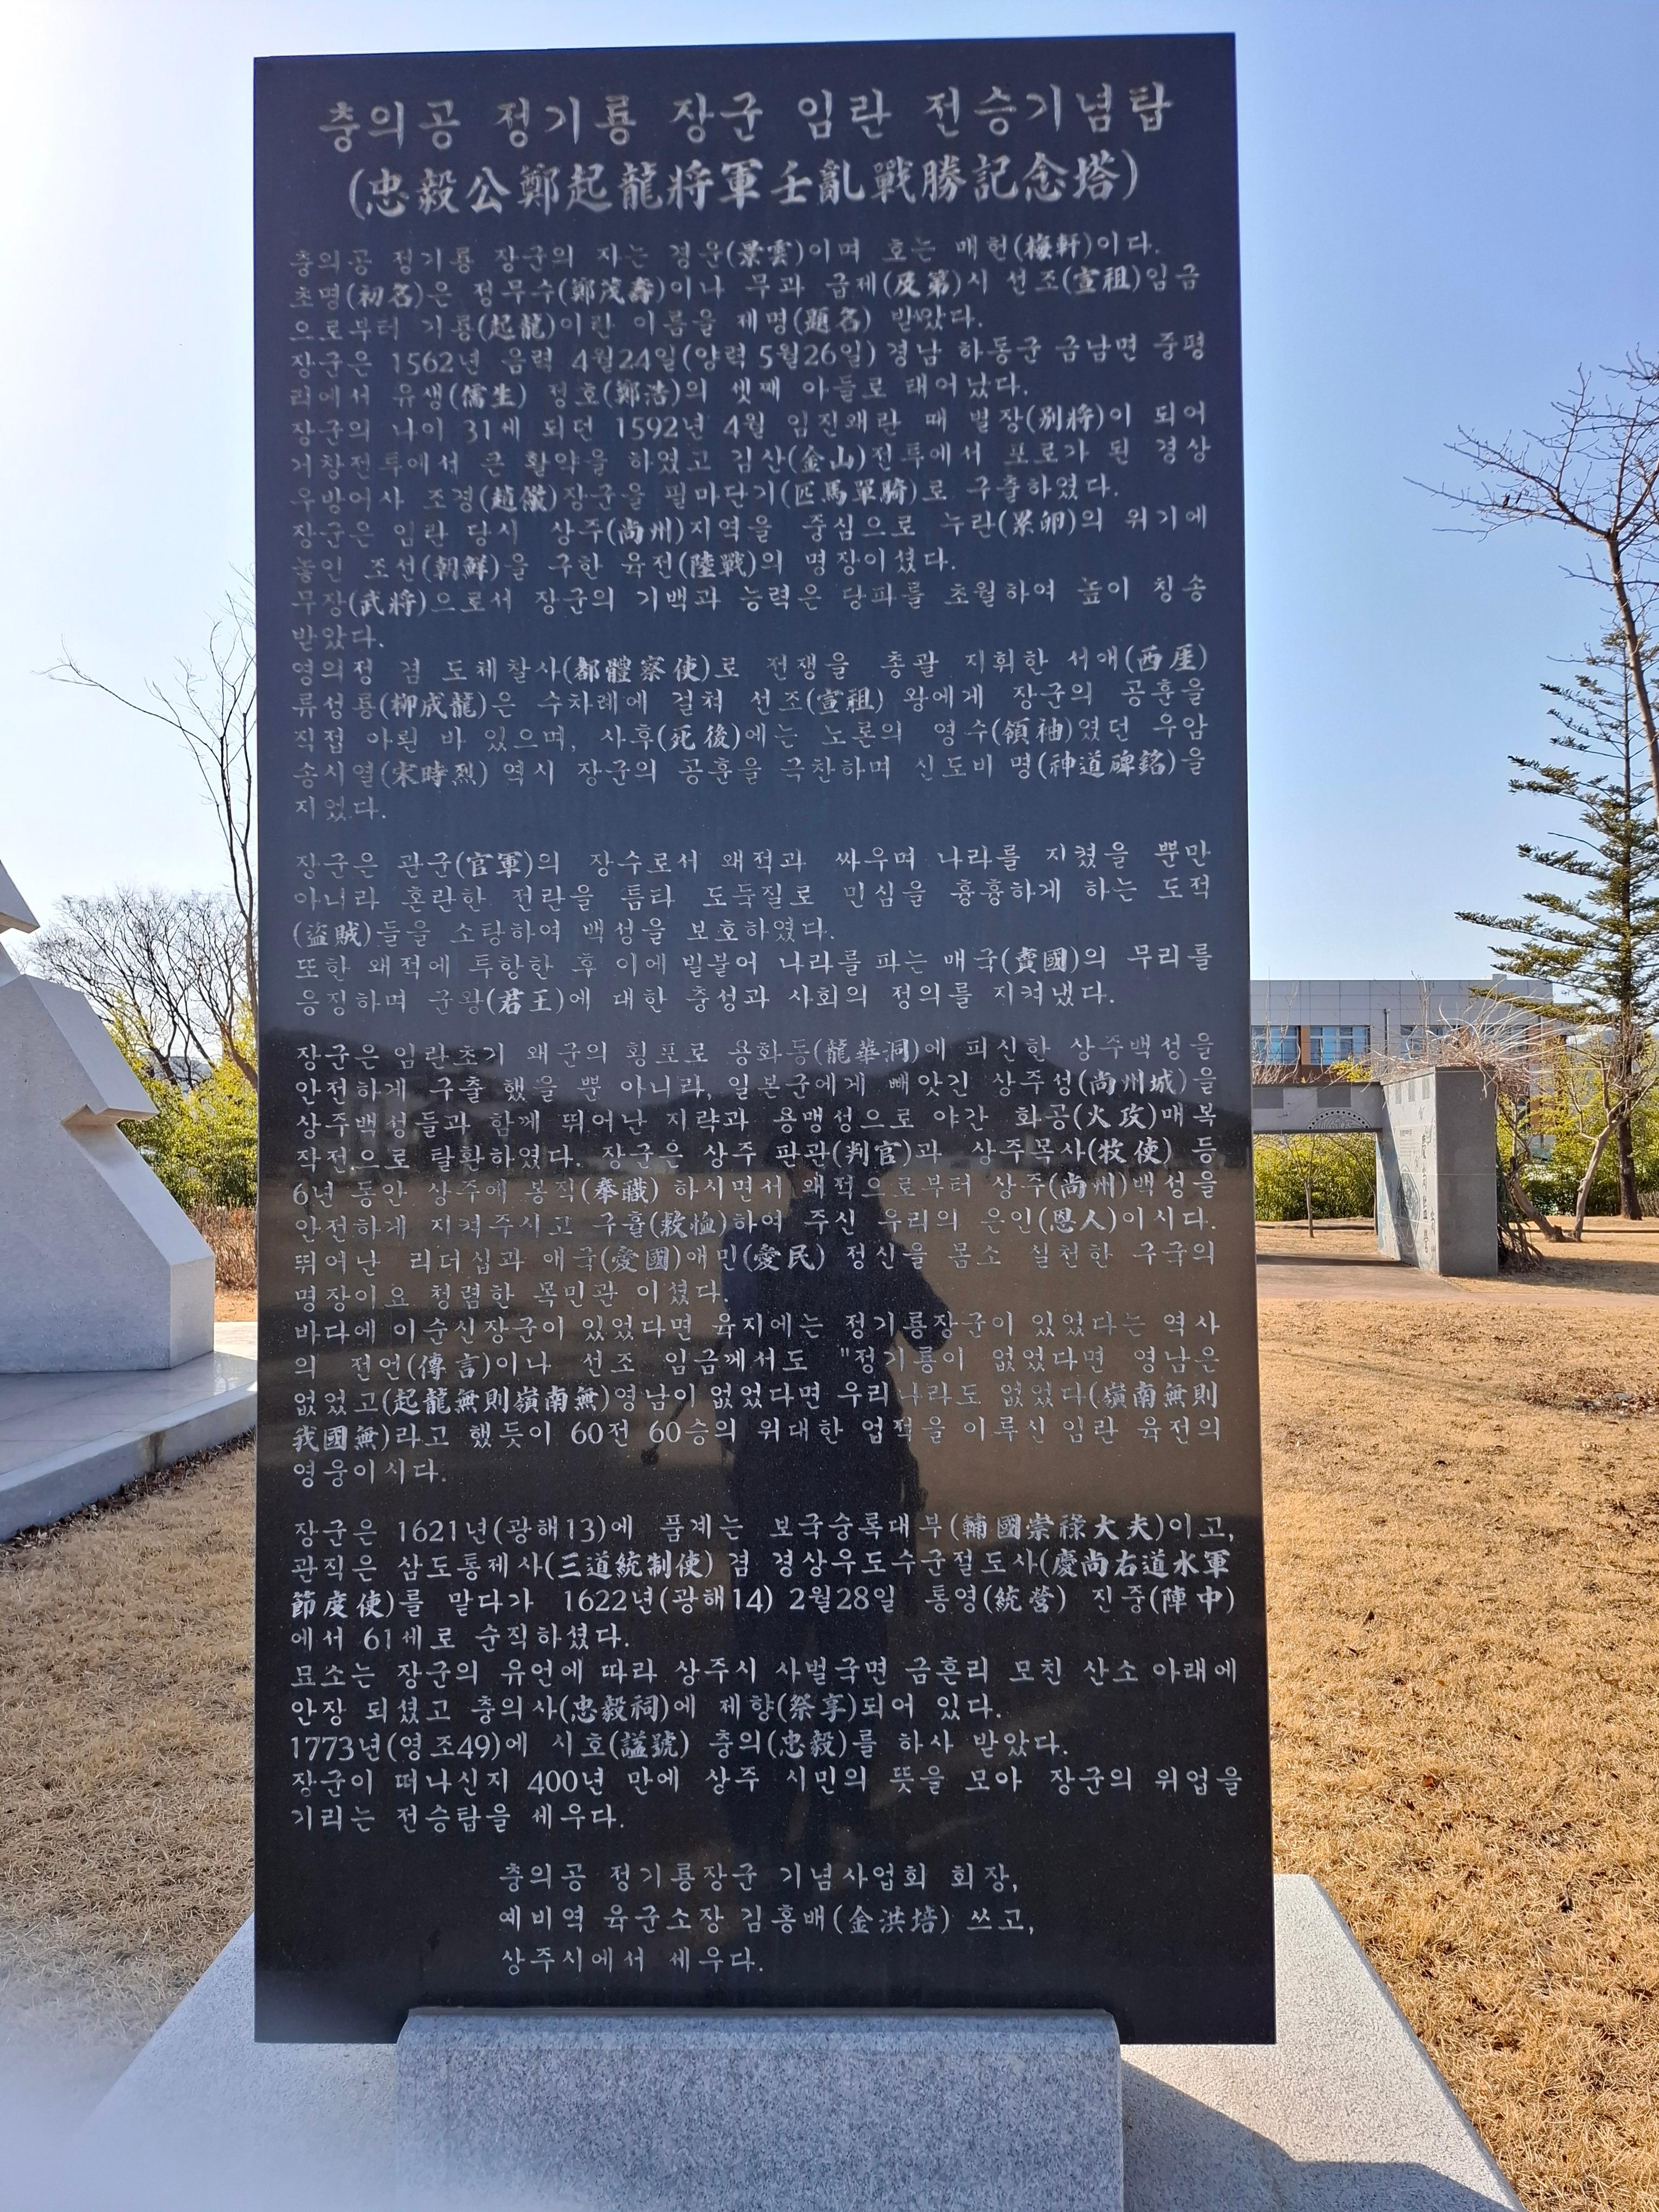 충의공 정기룡 장군 임란 전승기념탑
(忠毅公鄭起龍將軍壬亂戰勝記念塔)
충의공 정기룡 장군의 자는 경운(景雲)이며 호는 매헌(梅軒)이다.
초명(初名)은 정무수(鄭茂壽)이나 무과 급제(及第)시 선조(宣祖)임금
으로부터 기룡(起龍)이란 이름을 제명(題名) 받았다.
장군은 1562년 음력 4월24일(양력 5월26일) 경남 하동군 금남면 중평
리에서 유생(儒生) 정호(鄭浩)의 셋째 아들로 태어났다.
장군의 나이 31세 되던 1592년 4월 임진왜란 때 별장(別將)이 되어
거창전투에서 큰 활약을 하였고 김산(金山)전투에서 포로가 된 경상
우방어사 조경(趙儆)장군을 필마단기(匹馬單騎)로 구출하였다.
장군은 임란 당시 상주(尙州)지역을 중심으로 누란(累卵)의 위기에
놓인 조선(朝鮮)을 구한 육전(陸戰)의 명장이셨다.
무장(武將)으로서 장군의 기백과 능력은 당파를 초월하여 높이 칭송
받았다.
영의정 겸 도체찰사(都體察使)로 전쟁을 총괄 지휘한 서애(西厓)
류성룡(柳成龍)은 수차례에 걸쳐 선조(宣祖) 왕에게 장군의 공훈을
직접 아뢴 바 있으며, 사후(死後)에는 노론의 영수(領袖)였던 우암
송시열(宋時烈) 역시 장군의 공훈을 극찬하며 신도비 명(神道碑銘)을
지었다.
장군은 관군(官軍)의 장수로서 왜적과 싸우며 나라를 지켰을 뿐만
아니라 혼란한 전란을 틈타 도둑질로 민심을 흉흉하게 하는 도적
(盜賊)들을 소탕하여 백성을 보호하였다.
또한 왜적에 투항한 후 이에 빌붙어 나라를 파는 매국(賣國)의 무리를
응징하며 군왕(君王)에 대한 충성과 사회의 정의를 지켜냈다.
장군은 임란초기 왜군의 횡포로 용화동(龍華洞)에 피신한 상주백성을
안전하게 구출 했을 뿐 아니라, 일본군에게 빼앗긴 상주성(尙州城)을
상주백성들과 함께 뛰어난 지략과 용맹성으로 야간 화공(火攻)매복
작전으로 탈환하였다. 장군은 상주 판관(判官)과 상주목사(牧使) 등
6년 동안 상주에 봉직(奉職) 하시면서 왜적으로부터 상주(尙州)백성을
안전하게 지켜주시고 구휼(救恤)하여 주신 우리의 은인(恩人)이시다.
뛰어난 리더십과 애국(愛國)애민(愛民) 정신을 몸소 실천한 구국의
명장이요 청렴한 목민관 이셨다.
바다에 이순신장군이 있었다면 육지에는 정기룡장군이 있었다는 역사
의 전언(傳言)이나 선조 임금께서도 "정기룡이 없었다면 영남은
없었고(起龍無則嶺南無)영남이 없었다면 우리나라도 없었다(嶺南無則
我國無)라고 했듯이 60전 60승의 위대한 업적을 이루신 임란 육전의
영웅이시다.
장군은 1621년(광해13)에 품계는 보국숭록대부(輔國崇祿大夫)이고,
관직은 삼도통제사(三道統制使) 겸 경상우도수군절도사(慶尙右道水軍
節度使)를 맡다가 1622년(광해14) 2월28일 통영(統營) 진중(陣中)
에서 61세로 순직하셨다.
묘소는 장군의 유언에 따라 상주시 사벌국면 금흔리 모친 산소 아래에
안장 되셨고 충의사(忠毅祠)에 제향(祭享)되어 있다.
1773년(영조49)에 시호(諡號) 충의(忠毅)를 하사 받았다.
장군이 떠나신지 400년 만에 상주 시민의 뜻을 모아 장군의 위업을
기리는 전승탑을 세우다.
충의공 정기룡장군 기념사업회 회장,
예비역 육군소장 김홍배(金洪培) 쓰고,
상주시에서 세우다.